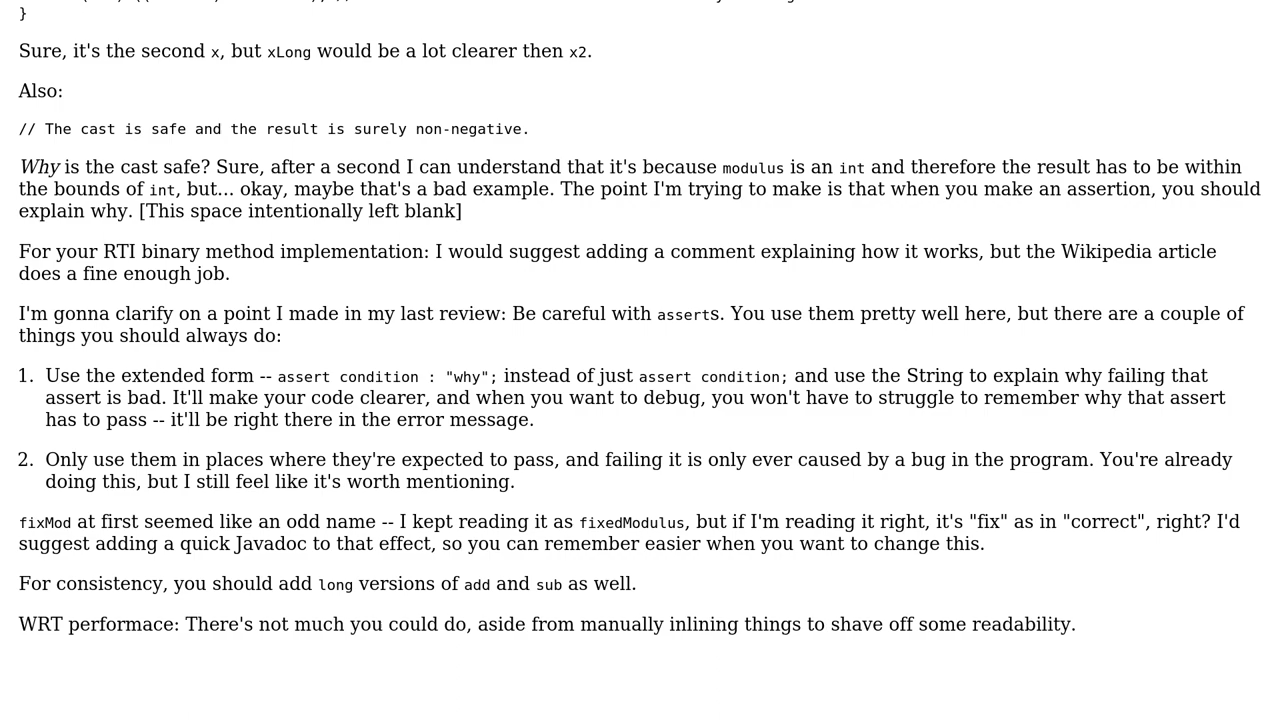 }
Sure, it's the second x, but xLong would be a lot clearer then x2.
Also:
// The cast is safe and the result is surely non-negative.
Why is the cast safe? Sure, after a second I can understand that it's because modulus is an int and therefore the result has to be within
the bounds of int, but... okay, maybe that's a bad example. The point I'm trying to make is that when you make an assertion, you should
explain why. [This space intentionally left blank]
For your RTI binary method implementation: I would suggest adding a comment explaining how it works, but the Wikipedia article
does a fine enough job.
I'm gonna clarify on a point I made in my last review: Be careful with asserts. You use them pretty well here, but there are a couple of
things you should always do:
1. Use the extended form -- assert condition : "why"; instead of just assert condition; and use the String to explain why failing that
assert is bad. It'll make your code clearer, and when you want to debug, you won't have to struggle to remember why that assert
has to pass -- it'll be right there in the error message.
2. Only use them in places where they're expected to pass, and failing it is only ever caused by a bug in the program. You're already
doing this, but I still feel like it's worth mentioning.
fixMod at first seemed like an odd name -- I kept reading it as fixedModulus, but if I'm reading it right, it's "fix" as in "correct", right? I'd
suggest adding a quick Javadoc to that effect, so you can remember easier when you want to change this.
For consistency, you should add long versions of add and sub as well.
WRT performace: There's not much you could do, aside from manually inlining things to shave off some readability.